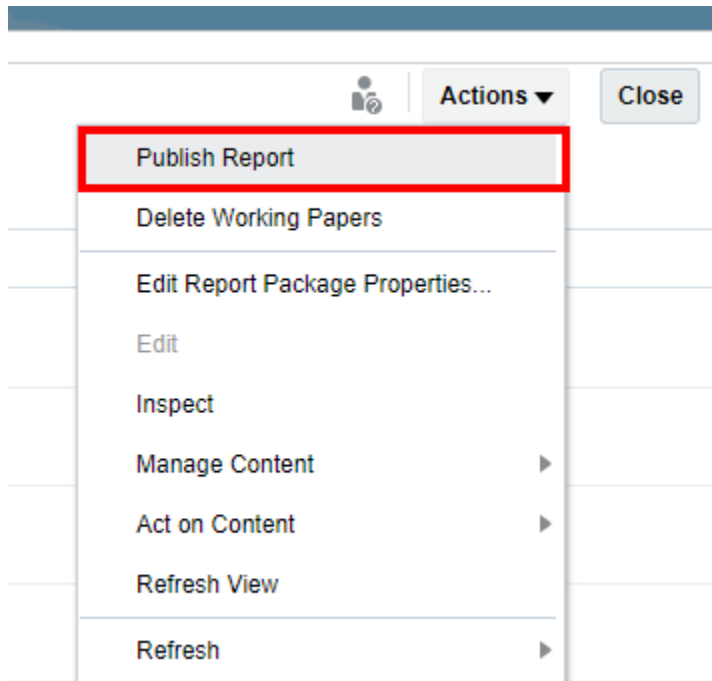 Actions
Close
Publish Report
Delete Working Papers
Edit Report Package Properties...
Edit
Inspect
Manage Content
Act on Content
Refresh View
Refresh